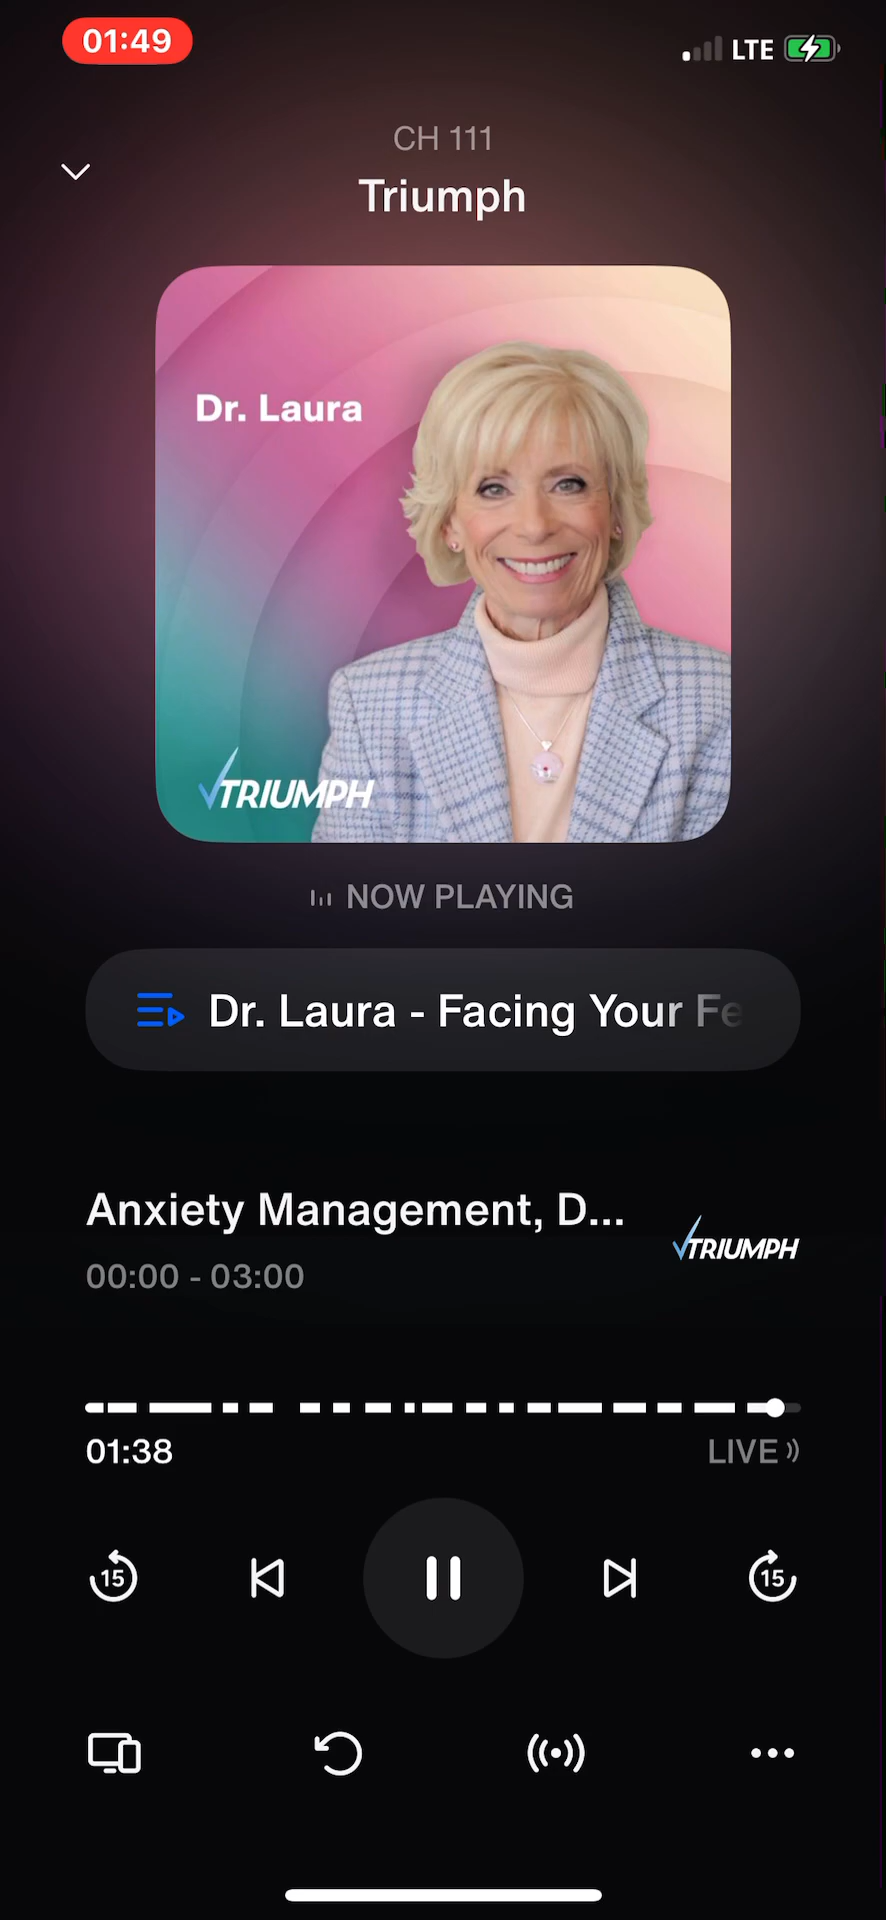 01:49
LTE
CH 111
Triumph
Dr. Laura
TRIUMPH
NOW PLAYING
Dr. Laura - Facing Your Fe
Anxiety Management, D...
TRIUMPH
00:00 - 03:00
01:38
LIVE
15
15